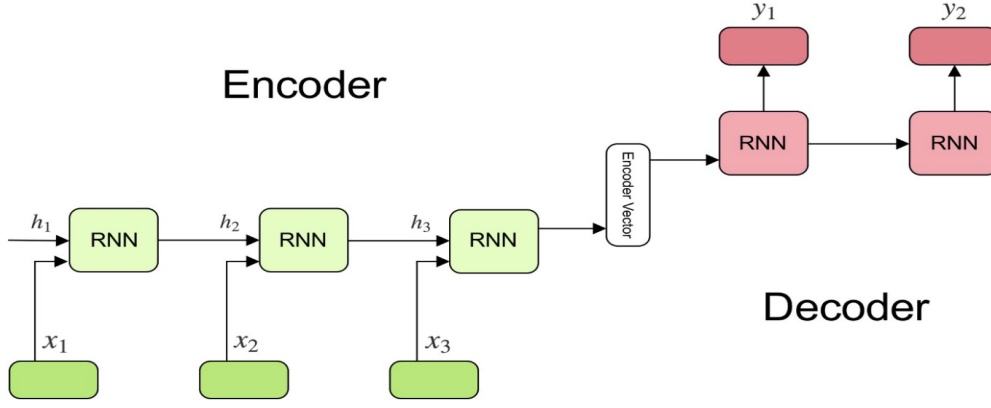 y₁ y₂
Encoder
RNN RNN
Encoder Vector
h₁ h₂ h₃
RNN RNN RNN
Decoder
x₁ x₂ x₃